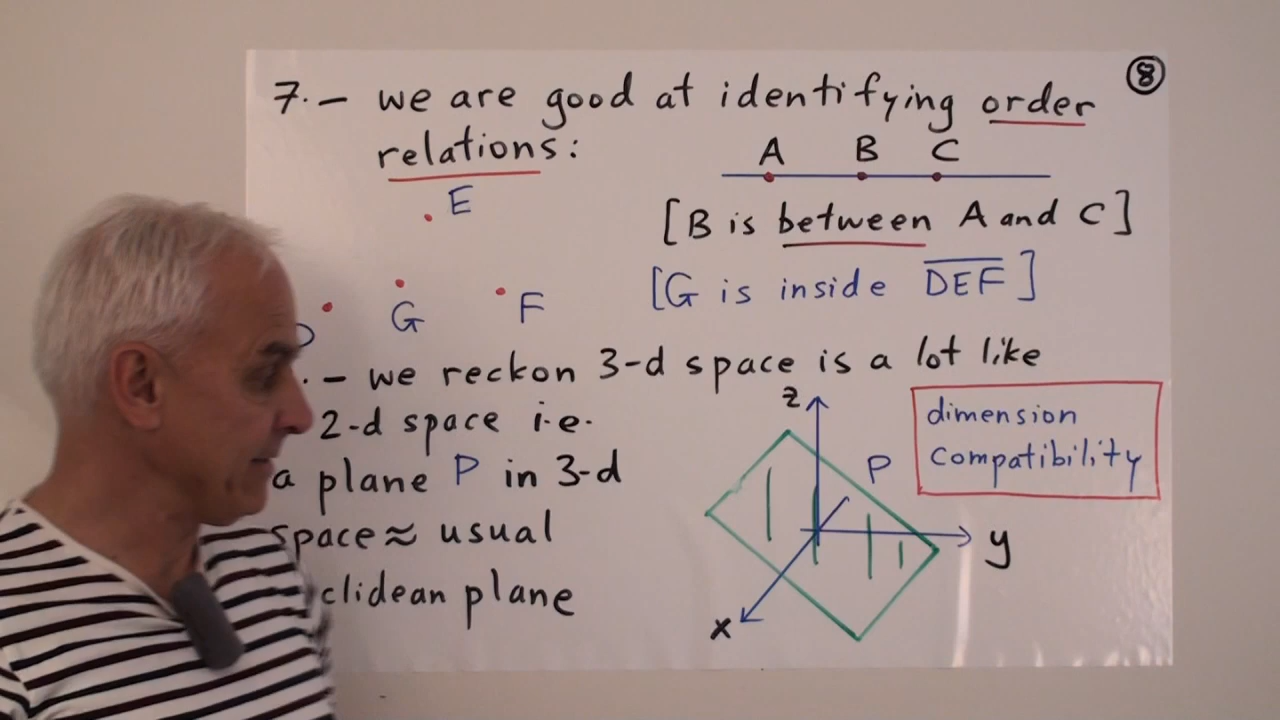 8
7. – we are good at identifying order
relations:
A B C
E
[B is between A and C]
[G is inside DEF]
G F
– we reckon 3-d space is a lot like
2-d space i.e.
z
dimension
compatibility
a plane P in 3-d
P
space ≈ usual
y
clidean plane
x